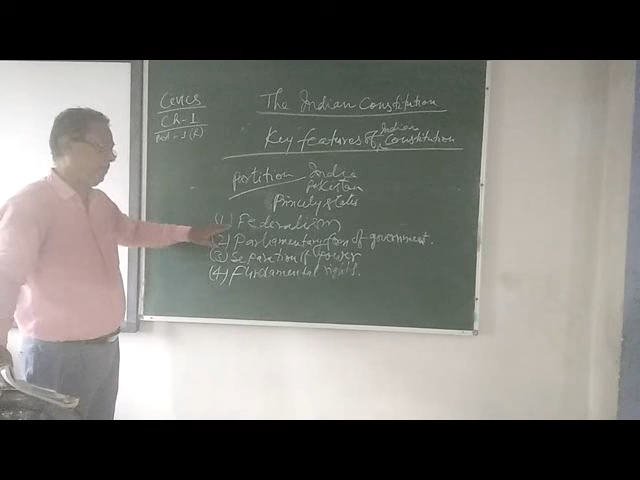 Civics
Ch-1
The Indian Constitution
Key features of Indian Constitution
Partition India
Pakistan
Princely states
(1) Federalism
(2) Parliamentary form of government.
(3) Separation of Power
(4) Fundamental rights.